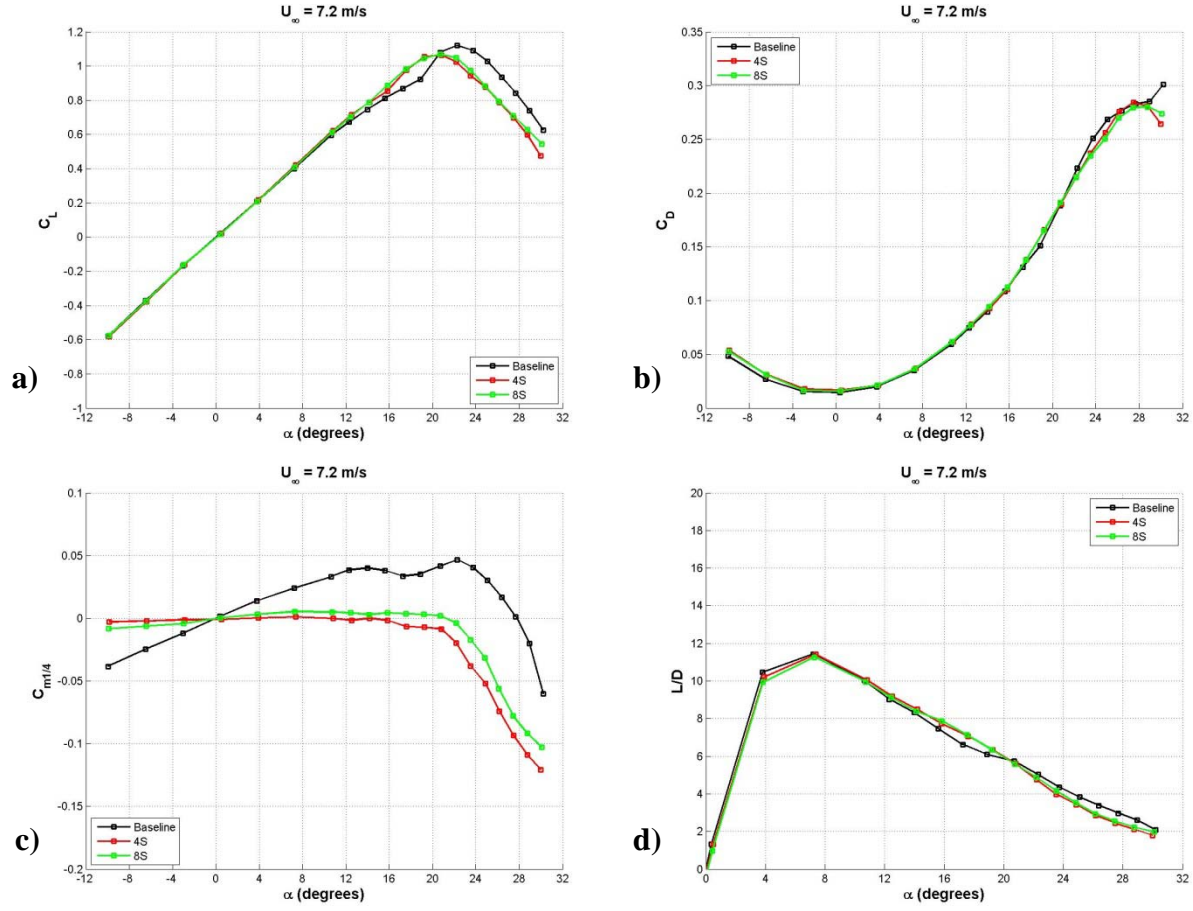 U∞ = 7.2 m/s
1.2
1
0.8
0.6
0.4
0.2
0
-0.2
-0.4
-0.6
-0.8
-1
C_L
Baseline
4S
8S
-12 -8 -4 0 4 8 12 16 20 24 28 32
α (degrees)
a)
U∞ = 7.2 m/s
0.35
0.3
0.25
0.2
0.15
0.1
0.05
0
C_D
Baseline
4S
8S
-12 -8 -4 0 4 8 12 16 20 24 28 32
α (degrees)
b)
U∞ = 7.2 m/s
0.1
0.05
0
-0.05
-0.1
-0.15
-0.2
C_m1/4
Baseline
4S
8S
-12 -8 -4 0 4 8 12 16 20 24 28 32
α (degrees)
c)
U∞ = 7.2 m/s
20
18
16
14
12
10
8
6
4
2
0
L/D
Baseline
4S
8S
0 4 8 12 16 20 24 28 32
α (degrees)
d)